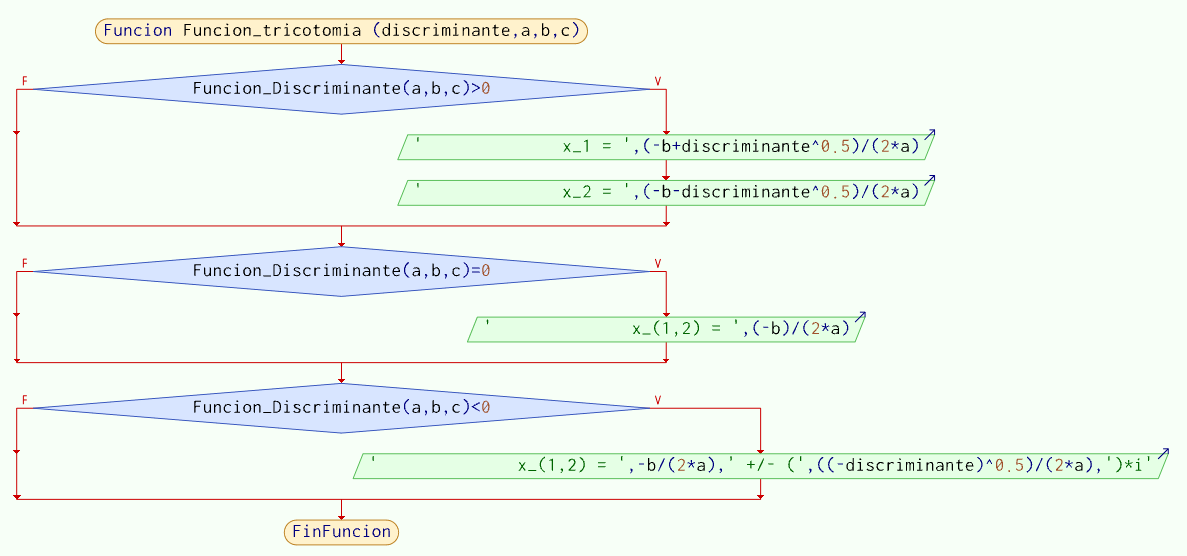 Funcion Funcion_tricotomia (discriminante,a,b,c)
F
V
Funcion_Discriminante(a,b,c)>0
' x_1 = ',(-b+discriminante^0.5)/(2*a)
' x_2 = ',(-b-discriminante^0.5)/(2*a)
F
V
Funcion_Discriminante(a,b,c)=0
' x_(1,2) = ',(-b)/(2*a)
F
V
Funcion_Discriminante(a,b,c)<0
' x_(1,2) = ',-b/(2*a),' +/- (',((-discriminante)^0.5)/(2*a),')*i'
FinFuncion